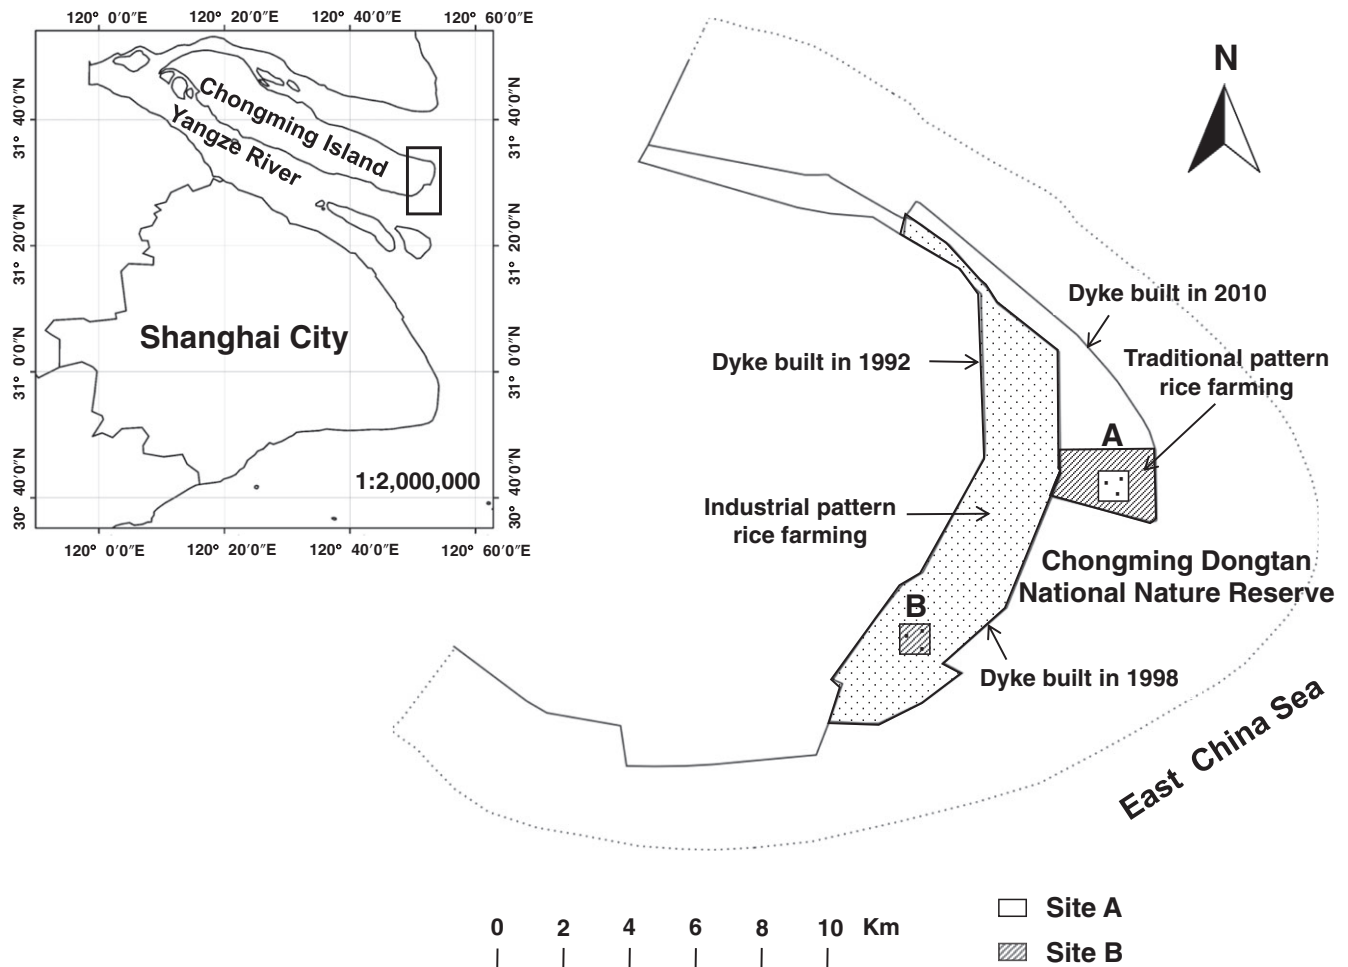 120° 0′0″E 120° 20′0″E 120° 40′0″E 120° 60′0″E
31° 40′0″N
31° 20′0″N
31° 0′0″N
30° 40′0″N
31° 40′0″N
31° 20′0″N
31° 0′0″N
30° 40′0″N
Chongming Island
Yangze River
Shanghai City
1:2,000,000
120° 0′0″E 120° 20′0″E 120° 40′0″E 120° 60′0″E
N
Dyke built in 2010
Dyke built in 1992
Traditional pattern
rice farming
A
Industrial pattern
rice farming
Chongming Dongtan
National Nature Reserve
B
Dyke built in 1998
East China Sea
0 2 4 6 8 10 Km
Site A
Site B